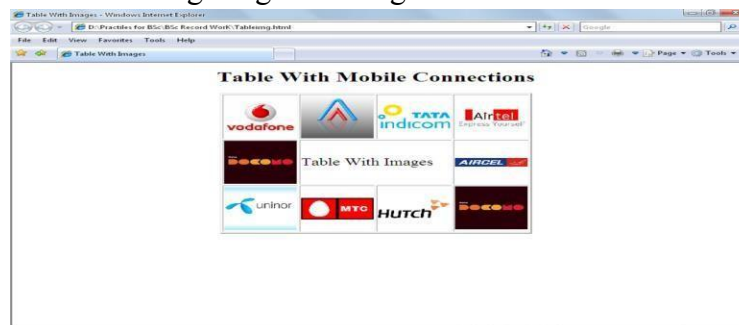 Table With Images - Windows Internet Explorer
D:\Practiles for BSc\BSc Record Work\Tableimg.html
Google
File Edit View Favorites Tools Help
Table With Images
Page Tools
Table With Mobile Connections
vodafone
TATA
indicom
AIrtel
Express Yourself
DOCOMO
Table With Images
AIRCEL
uninor
МТС
HUTCH
DOCOMO